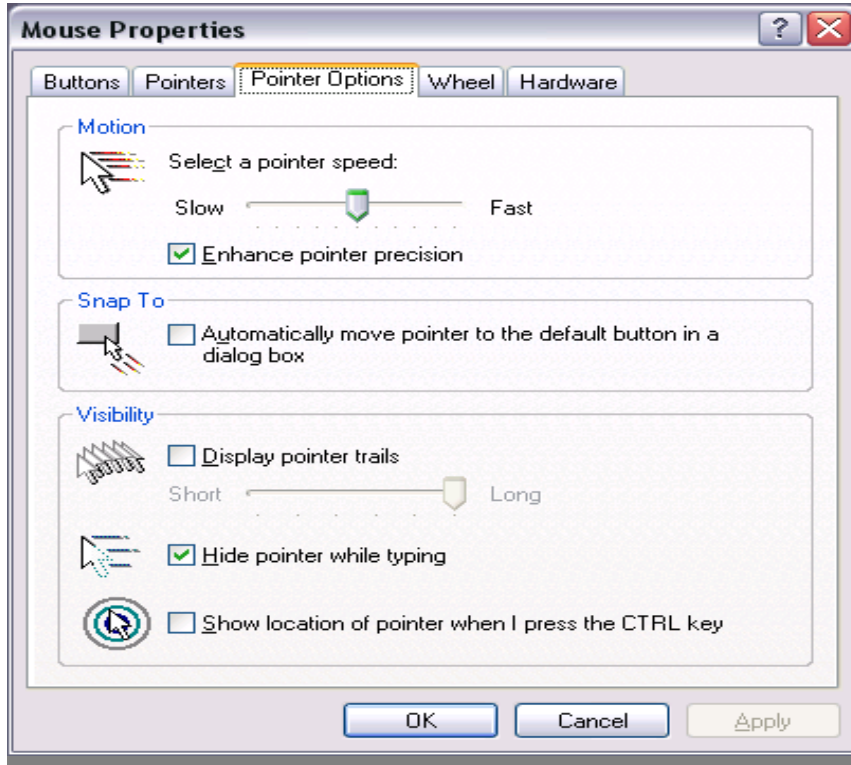 Mouse Properties
?
Buttons Pointers Pointer Options Wheel Hardware
Motion
Select a pointer speed:
Slow Fast
Enhance pointer precision
Snap To
Automatically move pointer to the default button in a
dialog box
Visibility
Display pointer trails
Short Long
Hide pointer while typing
Show location of pointer when I press the CTRL key
OK Cancel Apply